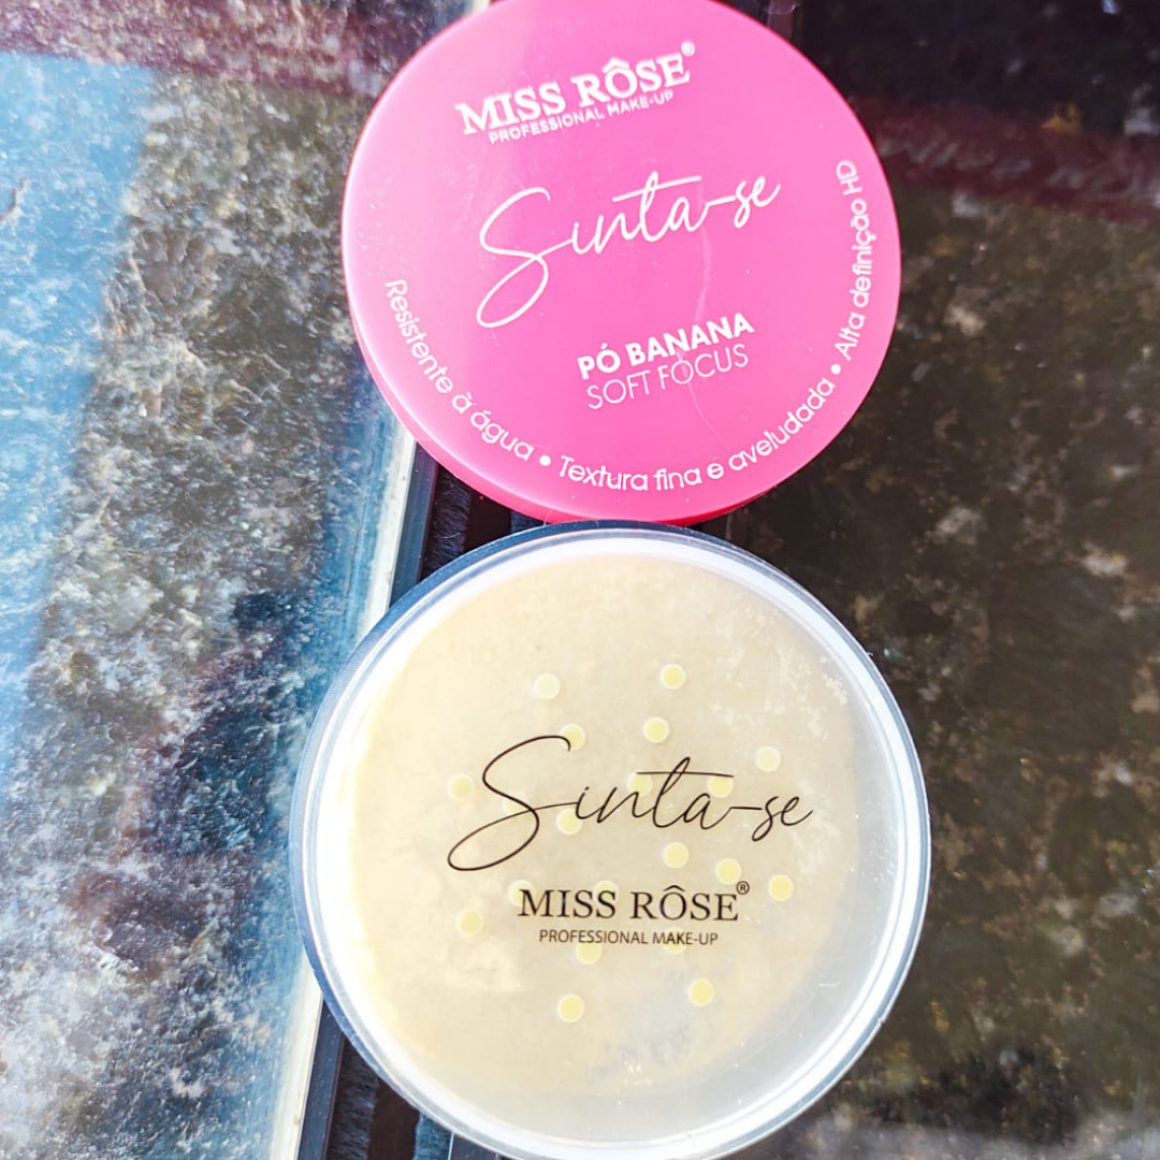 MISS RÔSE®
PROFESSIONAL MAKE-UP
Sinta-se
PÓ BANANA
SOFT FOCUS
Resistente à água • Textura fina e aveludada • Alta definição HD
Sinta-se
MISS RÔSE®
PROFESSIONAL MAKE-UP